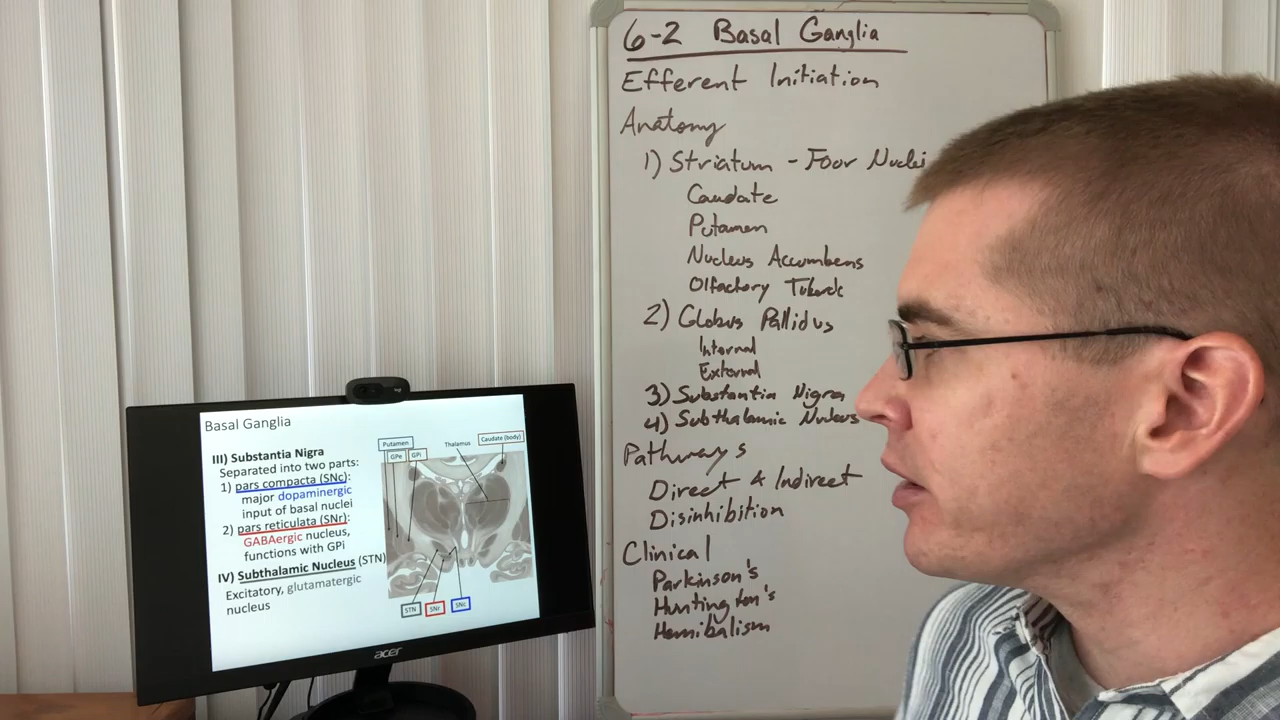 6-2 Basal Ganglia
Efferent Initiation
Anatomy
1) Striatum - Four Nuclei
Caudate
Putamen
Nucleus Accumbens
Olfactory Tubercle
2) Globus Pallidus
Internal
External
3) Substantia Nigra
4) Subthalamic Nucleus
Pathways
Direct & Indirect
Disinhibition
Clinical
Parkinson's
Huntington's
Hemibalism
Basal Ganglia
III) Substantia Nigra
Separated into two parts:
1) pars compacta (SNc):
major dopaminergic
input of basal nuclei
2) pars reticulata (SNr):
GABAergic nucleus,
functions with GPi
IV) Subthalamic Nucleus (STN)
Excitatory, glutamatergic
nucleus
Putamen
Thalamus
Caudate (body)
GPe
GPi
STN
SNr
SNc
acer